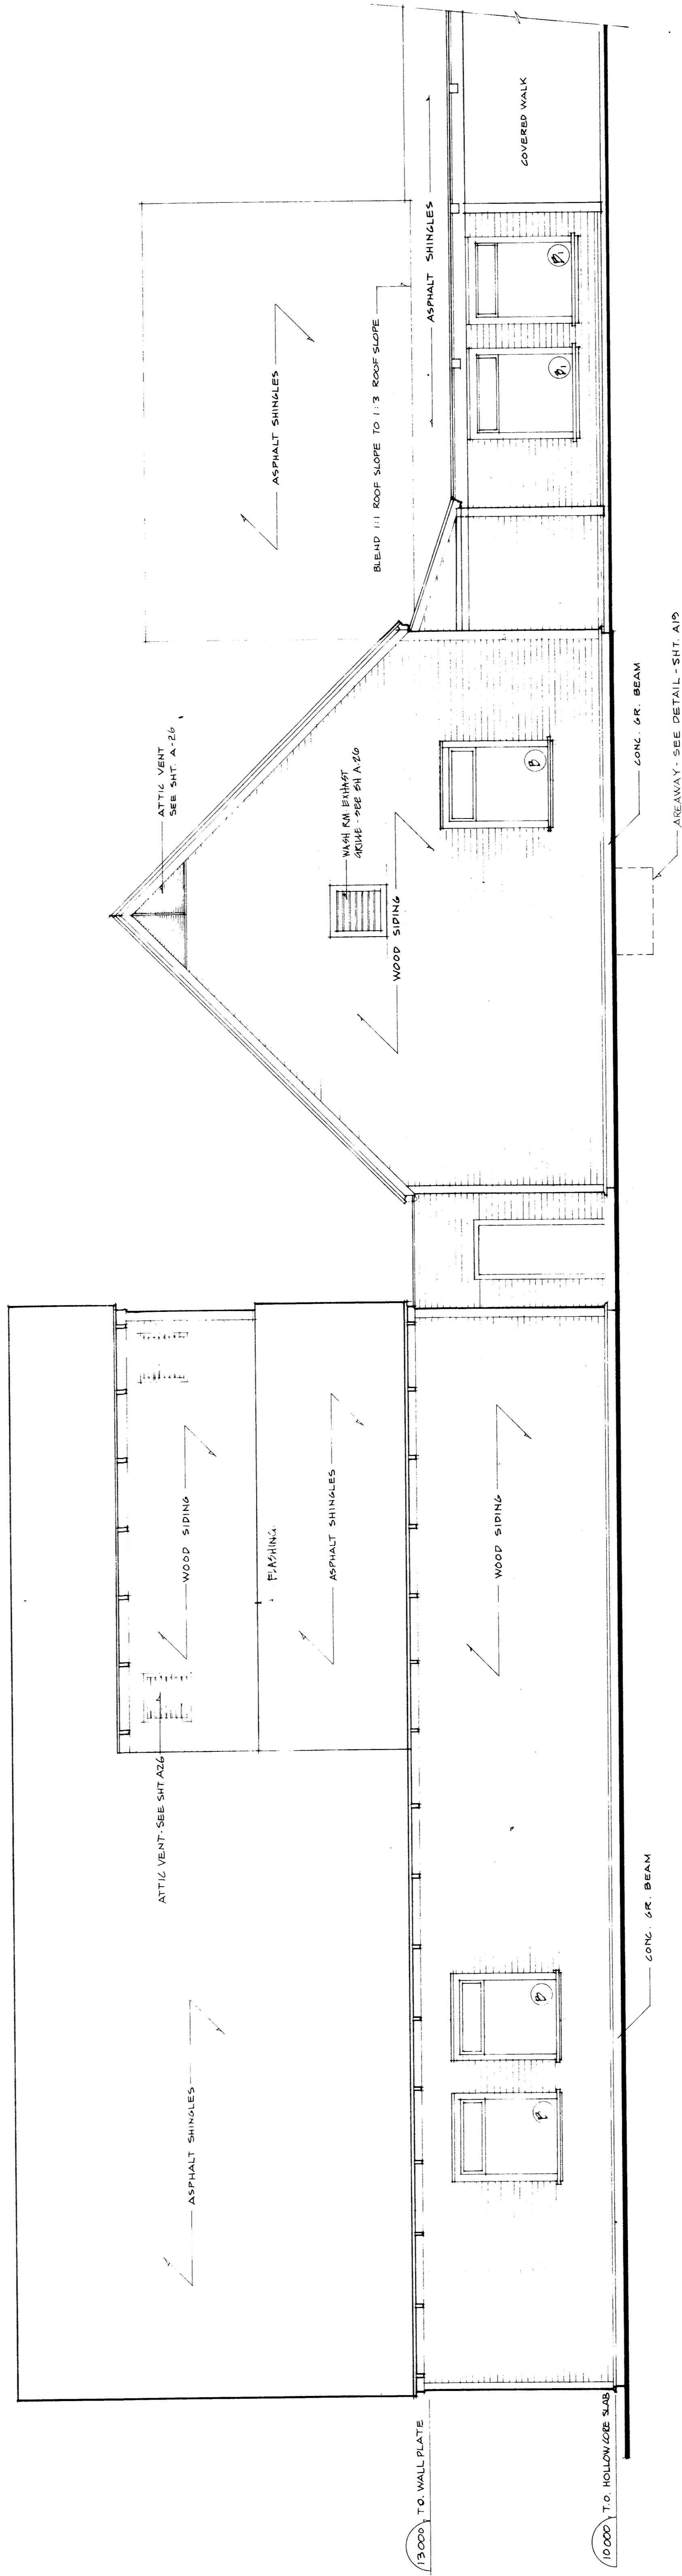 ASPHALT SHINGLES
ATTIC VENT - SEE SHT. A26
WOOD SIDING
FLASHING
ASPHALT SHINGLES
WOOD SIDING
B
B
CONC. GR. BEAM
13000 T.O. WALL PLATE
10000 T.O. HOLLOW CORE SLAB
ATTIC VENT
SEE SHT. A-26
WASH RM EXHAST
GRILLE - SEE SH A-26
WOOD SIDING
B
CONC. GR. BEAM
AREAWAY - SEE DETAIL - SHT. A19
ASPHALT SHINGLES
BLEND 1:1 ROOF SLOPE TO 1:3 ROOF SLOPE
ASPHALT SHINGLES
B1
B1
COVERED WALK